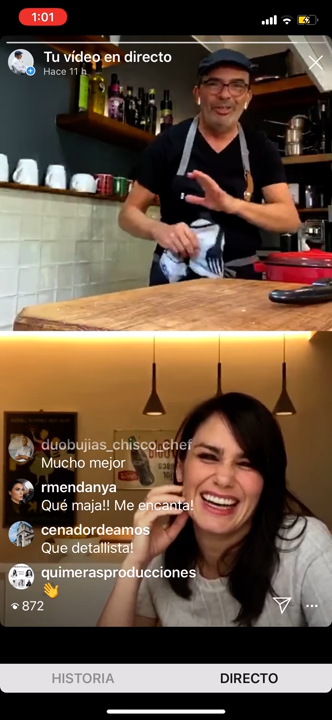 1:01
Tu vídeo en directo
Hace 11 h
duobujias_chisco_chef
Mucho mejor
rmendanya
Qué maja!! Me encanta!
cenadordeamos
Que detallista!
quimerasproducciones
👋
872
HISTORIA
DIRECTO